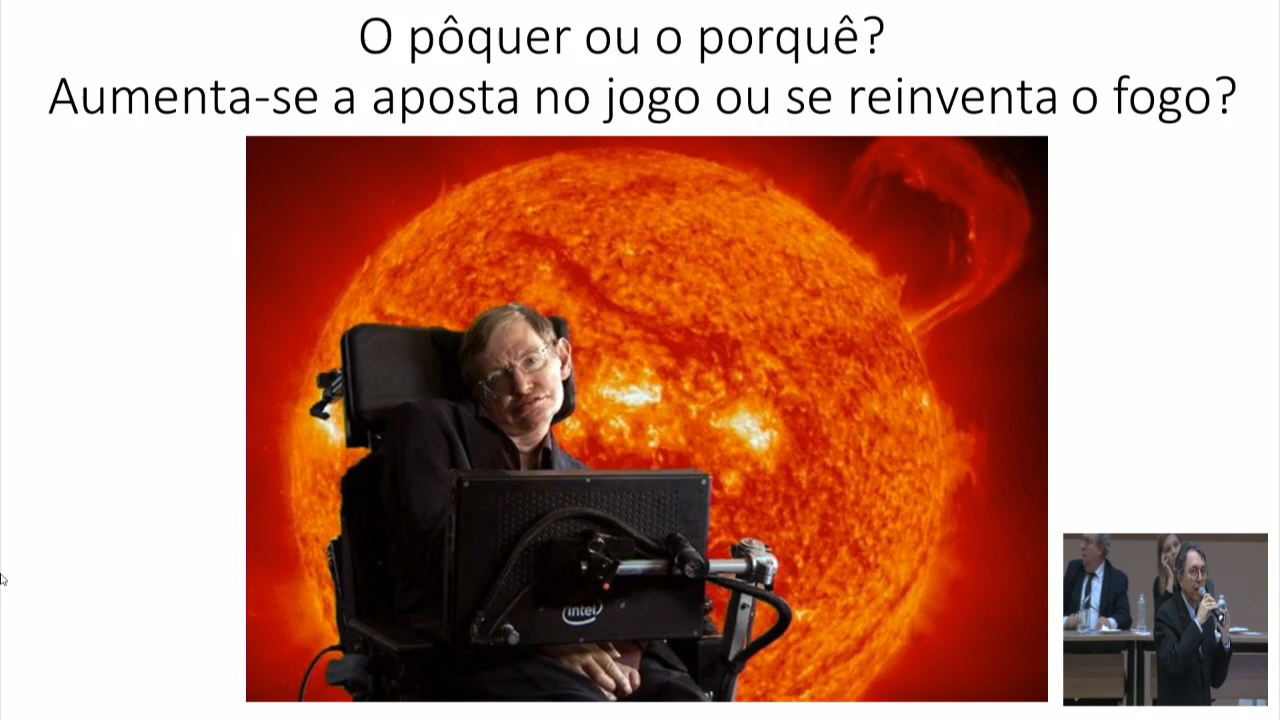 O pôquer ou o porquê?
Aumenta-se a aposta no jogo ou se reinventa o fogo?
intel